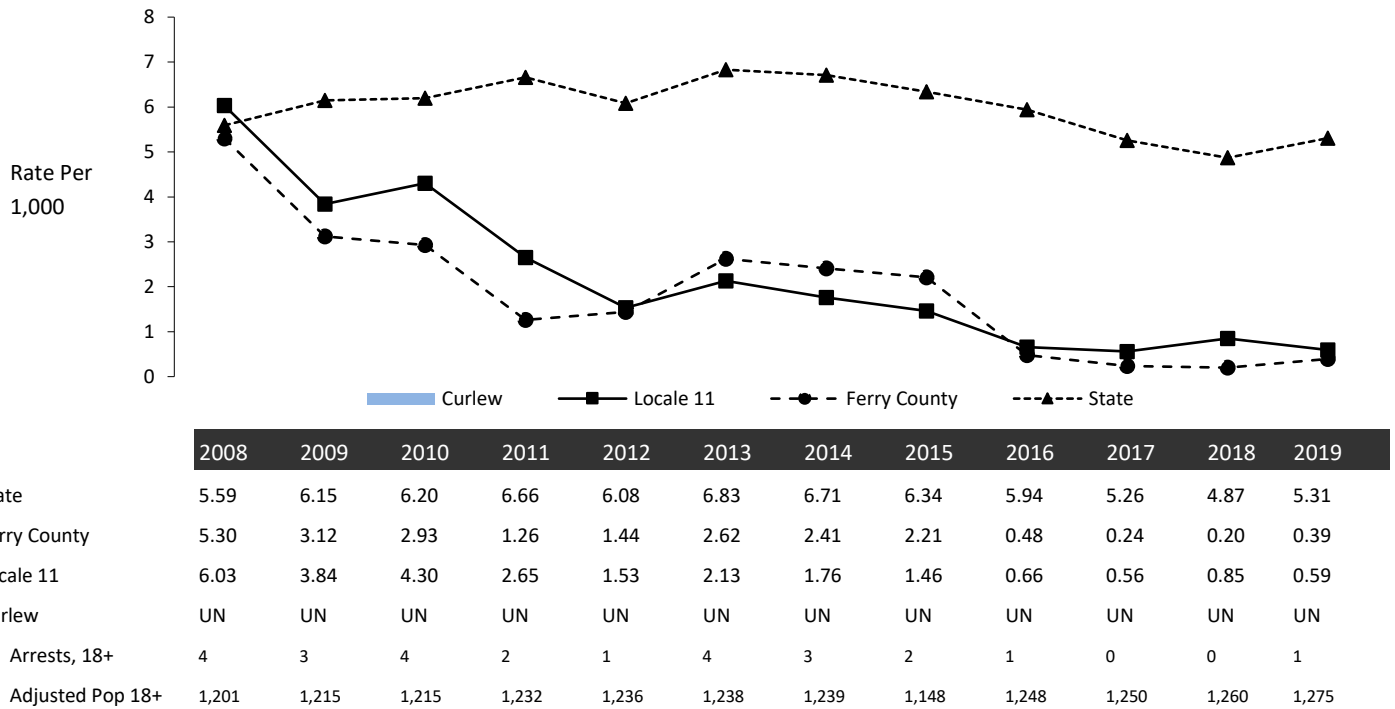 8
7
6
5
4
3
2
1
0
Rate Per
1,000
Curlew Locale 11 Ferry County State
2008 2009 2010 2011 2012 2013 2014 2015 2016 2017 2018 2019
ate 5.59 6.15 6.20 6.66 6.08 6.83 6.71 6.34 5.94 5.26 4.87 5.31
rry County 5.30 3.12 2.93 1.26 1.44 2.62 2.41 2.21 0.48 0.24 0.20 0.39
cale 11 6.03 3.84 4.30 2.65 1.53 2.13 1.76 1.46 0.66 0.56 0.85 0.59
rlew UN UN UN UN UN UN UN UN UN UN UN UN
Arrests, 18+ 4 3 4 2 1 4 3 2 1 0 0 1
Adjusted Pop 18+ 1,201 1,215 1,215 1,232 1,236 1,238 1,239 1,148 1,248 1,250 1,260 1,275